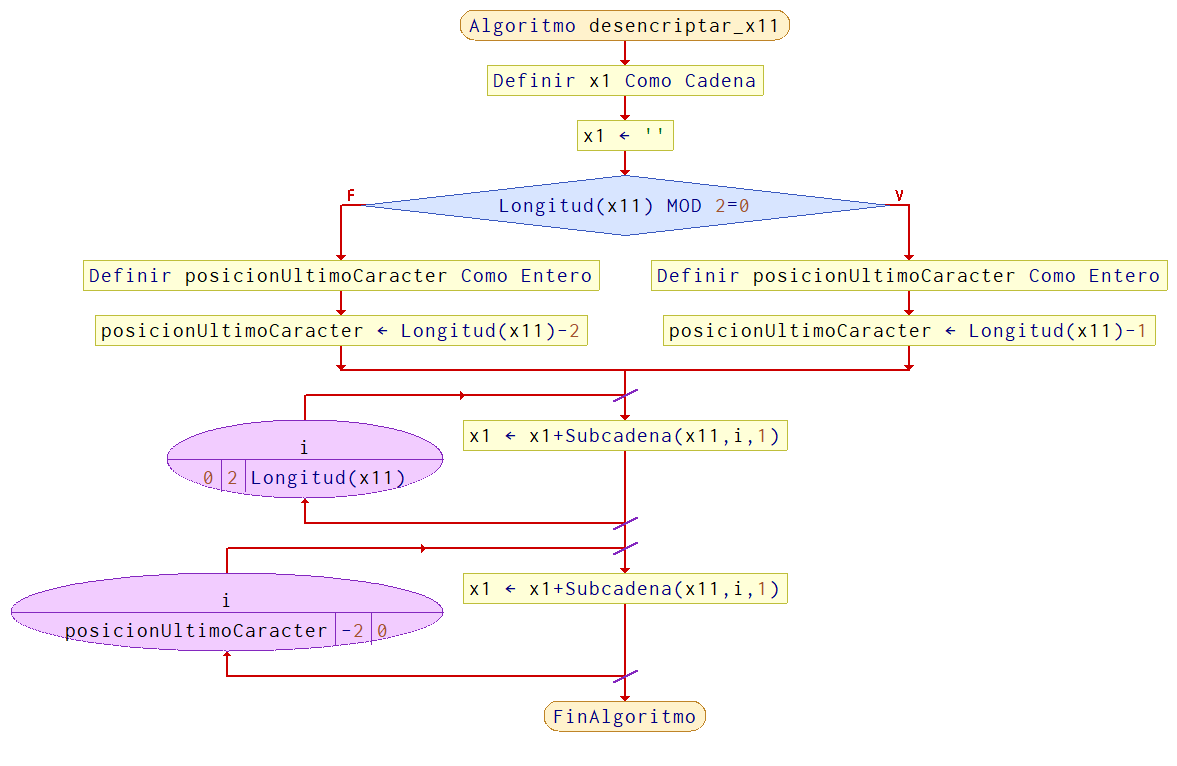 Algoritmo desencriptar_x11
Definir x1 Como Cadena
x1 ← ''
F
V
Longitud(x11) MOD 2=0
Definir posicionUltimoCaracter Como Entero
Definir posicionUltimoCaracter Como Entero
posicionUltimoCaracter ← Longitud(x11)-2
posicionUltimoCaracter ← Longitud(x11)-1
x1 ← x1+Subcadena(x11,i,1)
i
0 2 Longitud(x11)
x1 ← x1+Subcadena(x11,i,1)
i
posicionUltimoCaracter -2 0
FinAlgoritmo